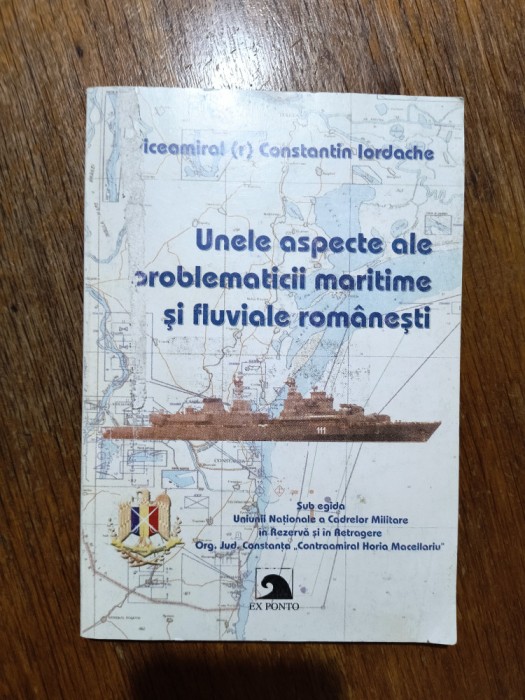 iceamiral (r) Constantin Iordache
Unele aspecte ale
problematicii maritime
și fluviale românești
111
Sub egida
Uniunii Naționale a Cadrelor Militare
în Rezervă și în Retragere
Org. Jud. Constanța „Contraamiral Horia Macellariu"
EX PONTO